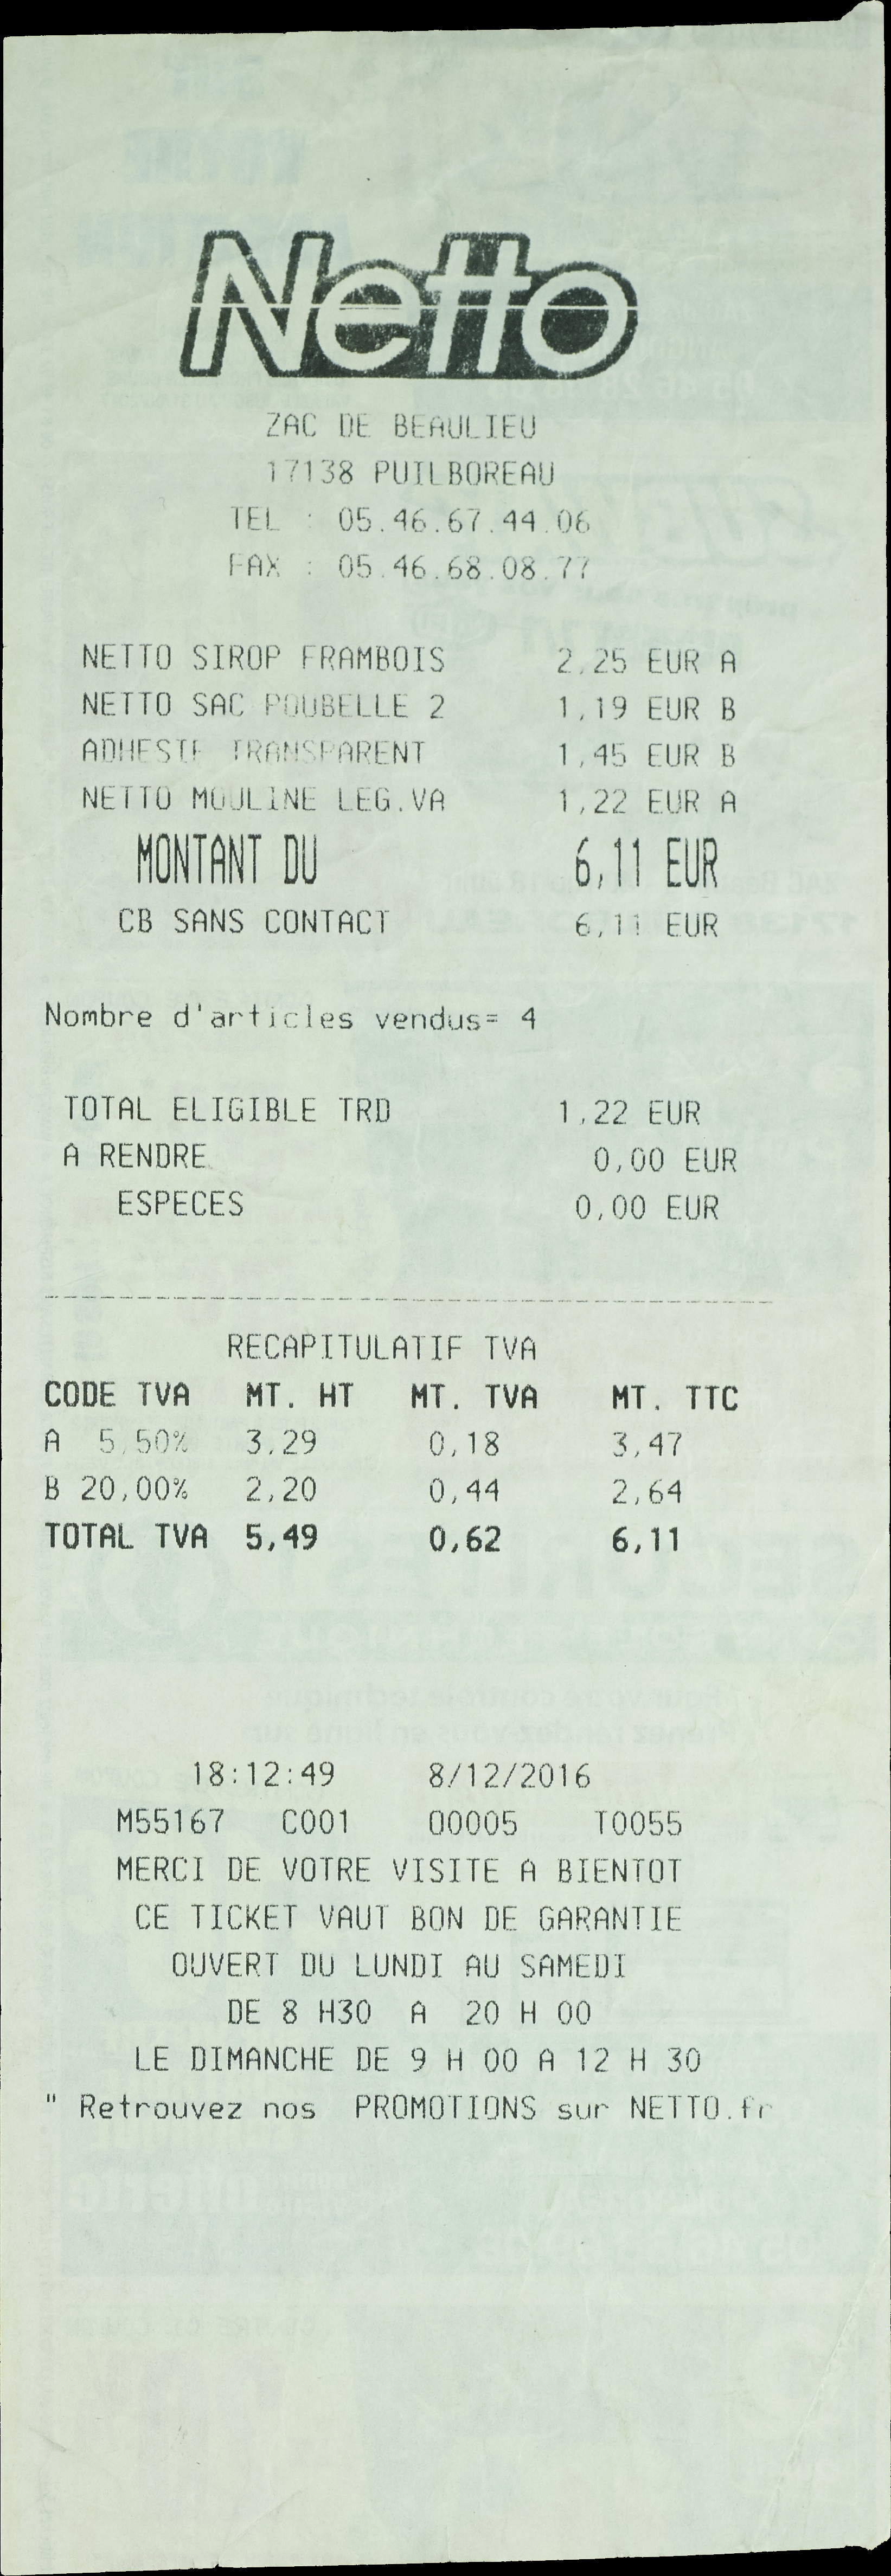 Netto
ZAC DE BEAULIEU
17138 PUILBOREAU
TEL : 05.46.67.44.06
FAX : 05.46.68.08.77
NETTO SIROP FRAMBOIS 2,25 EUR A
NETTO SAC POUBELLE 2 1,19 EUR B
ADHESIF TRANSPARENT 1,45 EUR B
NETTO MOULINE LEG.VA 1,22 EUR A
MONTANT DU 6,11 EUR
CB SANS CONTACT 6,11 EUR
Nombre d'articles vendus= 4
TOTAL ELIGIBLE TRD 1,22 EUR
A RENDRE 0,00 EUR
ESPECES 0,00 EUR
RECAPITULATIF TVA
CODE TVA MT. HT MT. TVA MT. TTC
A 5,50% 3,29 0,18 3,47
B 20,00% 2,20 0,44 2,64
TOTAL TVA 5,49 0,62 6,11
18:12:49 8/12/2016
M55167 C001 00005 T0055
MERCI DE VOTRE VISITE A BIENTOT
CE TICKET VAUT BON DE GARANTIE
OUVERT DU LUNDI AU SAMEDI
DE 8 H30 A 20 H 00
LE DIMANCHE DE 9 H 00 A 12 H 30
" Retrouvez nos PROMOTIONS sur NETTO.fr